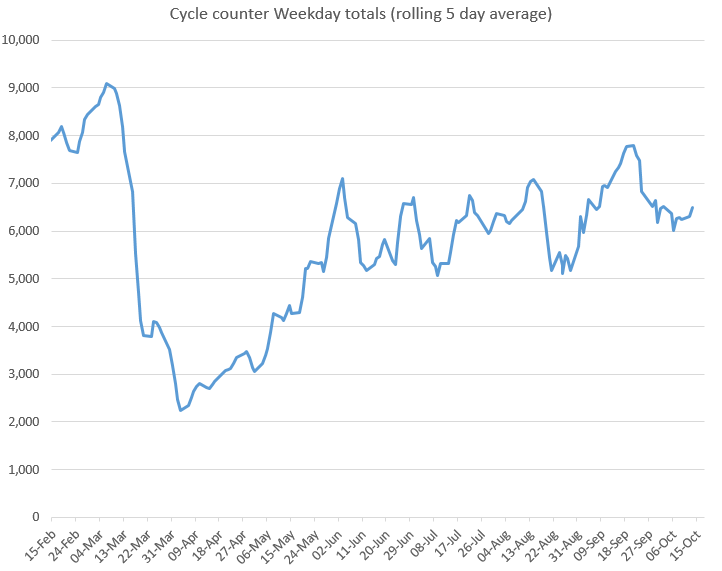 Cycle counter Weekday totals (rolling 5 day average)
10,000
9,000
8,000
7,000
6,000
5,000
4,000
3,000
2,000
1,000
0
15-Feb
24-Feb
04-Mar
13-Mar
22-Mar
31-Mar
09-Apr
18-Apr
27-Apr
06-May
15-May
24-May
02-Jun
11-Jun
20-Jun
29-Jun
08-Jul
17-Jul
26-Jul
04-Aug
13-Aug
22-Aug
31-Aug
09-Sep
18-Sep
27-Sep
06-Oct
15-Oct